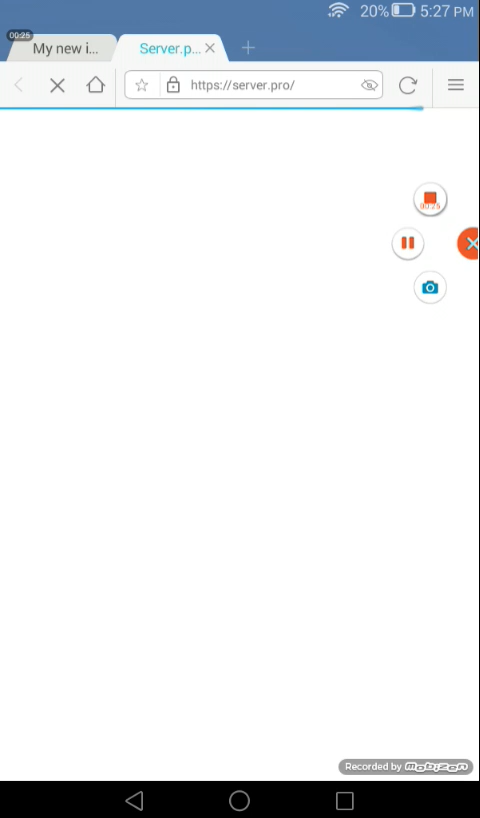 00:25
20%
5:27 PM
My new i...
Server.p...
https://server.pro/
Recorded by mobizen